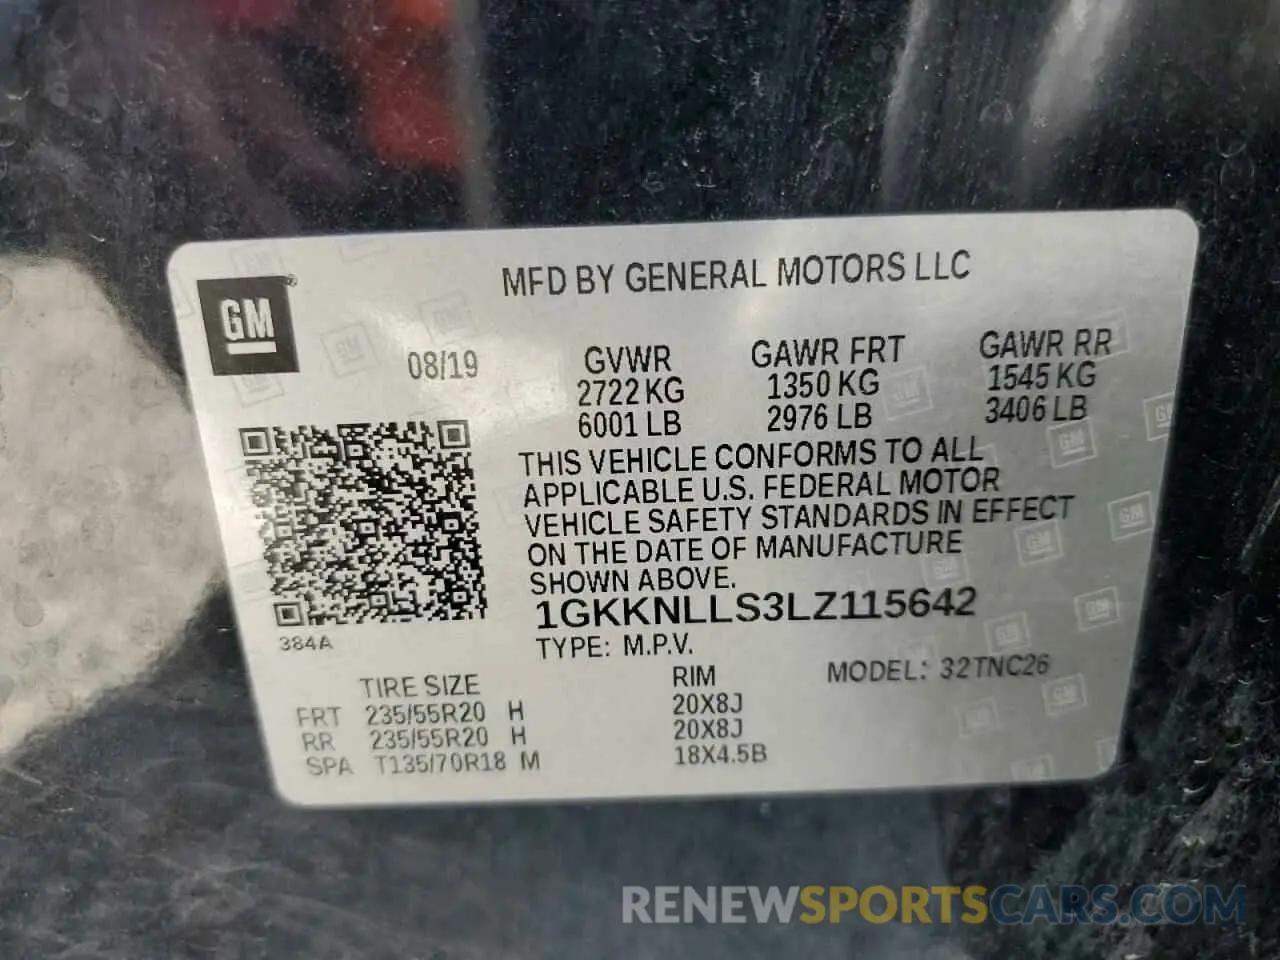 MFD BY GENERAL MOTORS LLC
GM
08/19
GVWR GAWR FRT GAWR RR
2722 KG 1350 KG 1545 KG
6001 LB 2976 LB 3406 LB
THIS VEHICLE CONFORMS TO ALL
APPLICABLE U.S. FEDERAL MOTOR
VEHICLE SAFETY STANDARDS IN EFFECT
ON THE DATE OF MANUFACTURE
SHOWN ABOVE.
1GKKNLLS3LZ115642
384A
TYPE: M.P.V.
MODEL: 32TNC26
TIRE SIZE RIM
FRT 235/55R20 H 20X8J
RR 235/55R20 H 20X8J
SPA T135/70R18 M 18X4.5B
RENEWSPORTSCARS.COM